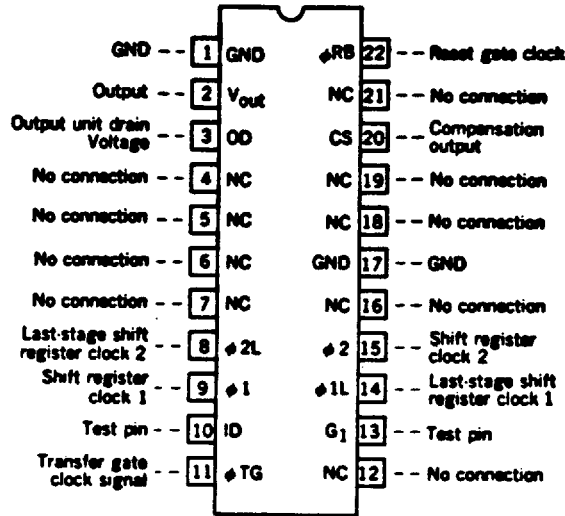 GND -- 1 GND φRB 22 -- Reset gate clock
Output -- 2 Vout NC 21 -- No connection
Output unit drain
Voltage -- 3 OD CS 20 -- Compensation
output
No connection -- 4 NC NC 19 -- No connection
No connection -- 5 NC NC 18 -- No connection
No connection -- 6 NC GND 17 -- GND
No connection -- 7 NC NC 16 -- No connection
Last-stage shift
register clock 2 -- 8 φ2L φ2 15 -- Shift register
clock 2
Shift register
clock 1 -- 9 φ1 φ1L 14 -- Last-stage shift
register clock 1
Test pin -- 10 ID G1 13 -- Test pin
Transfer gate
clock signal -- 11 φTG NC 12 -- No connection